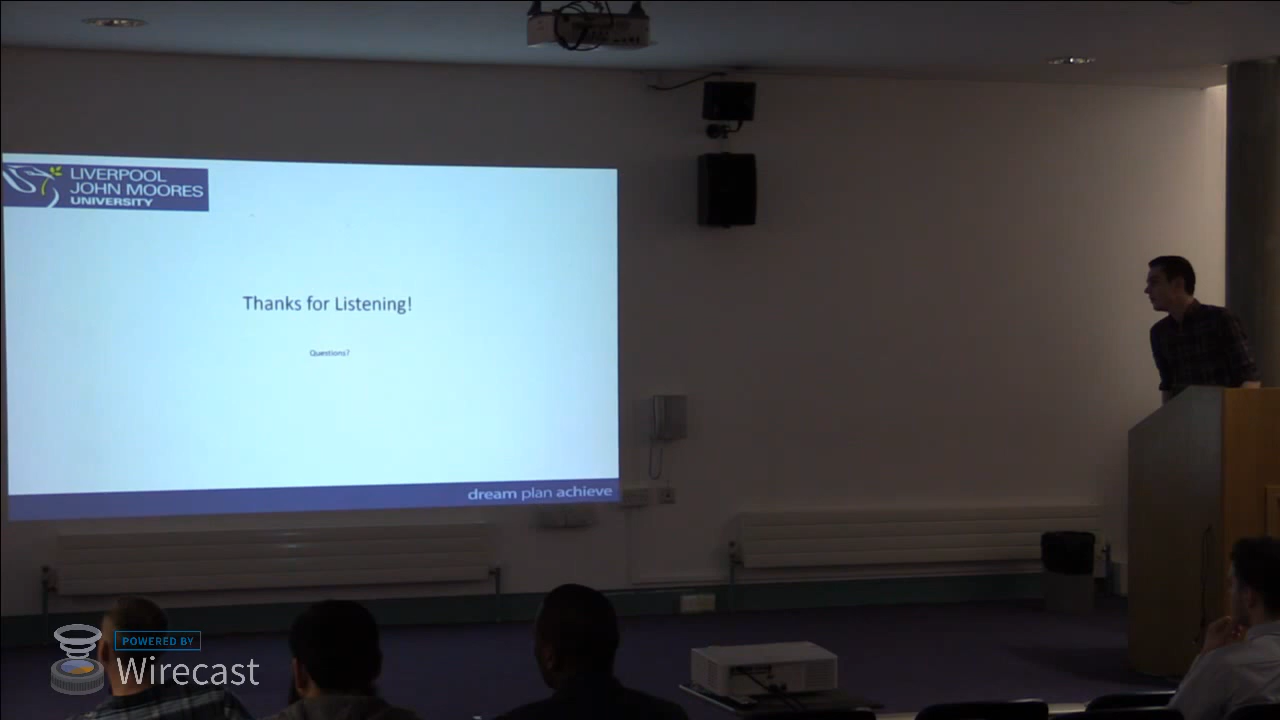 LIVERPOOL
JOHN MOORES
UNIVERSITY
Thanks for Listening!
Questions?
dream plan achieve
POWERED BY
Wirecast